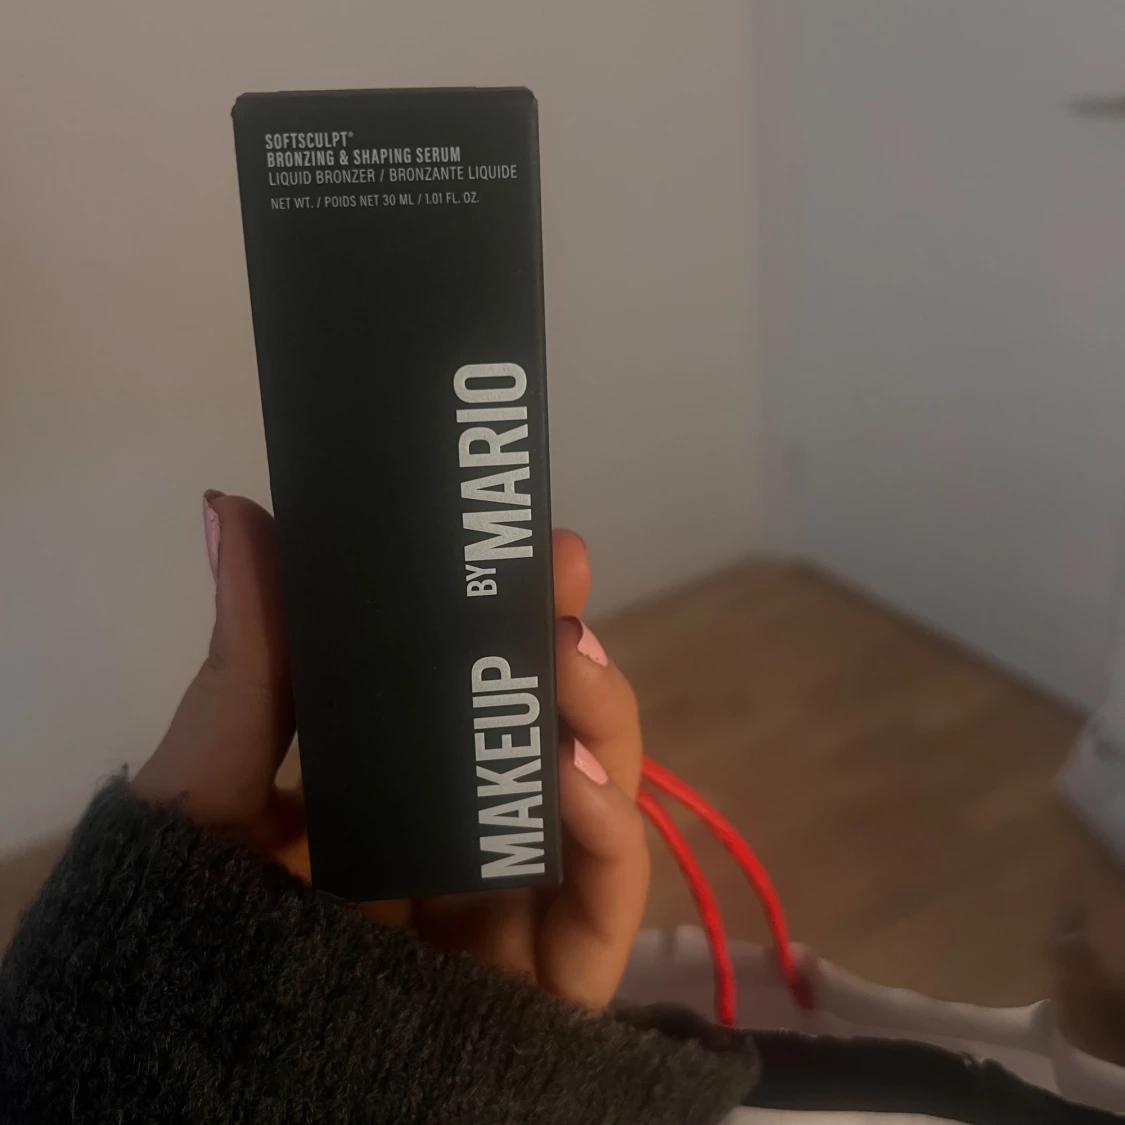 SOFTSCULPT®
BRONZING & SHAPING SERUM
LIQUID BRONZER / BRONZANTE LIQUIDE
NET WT. / POIDS NET 30 ML / 1.01 FL. OZ.
MAKEUP BY MARIO